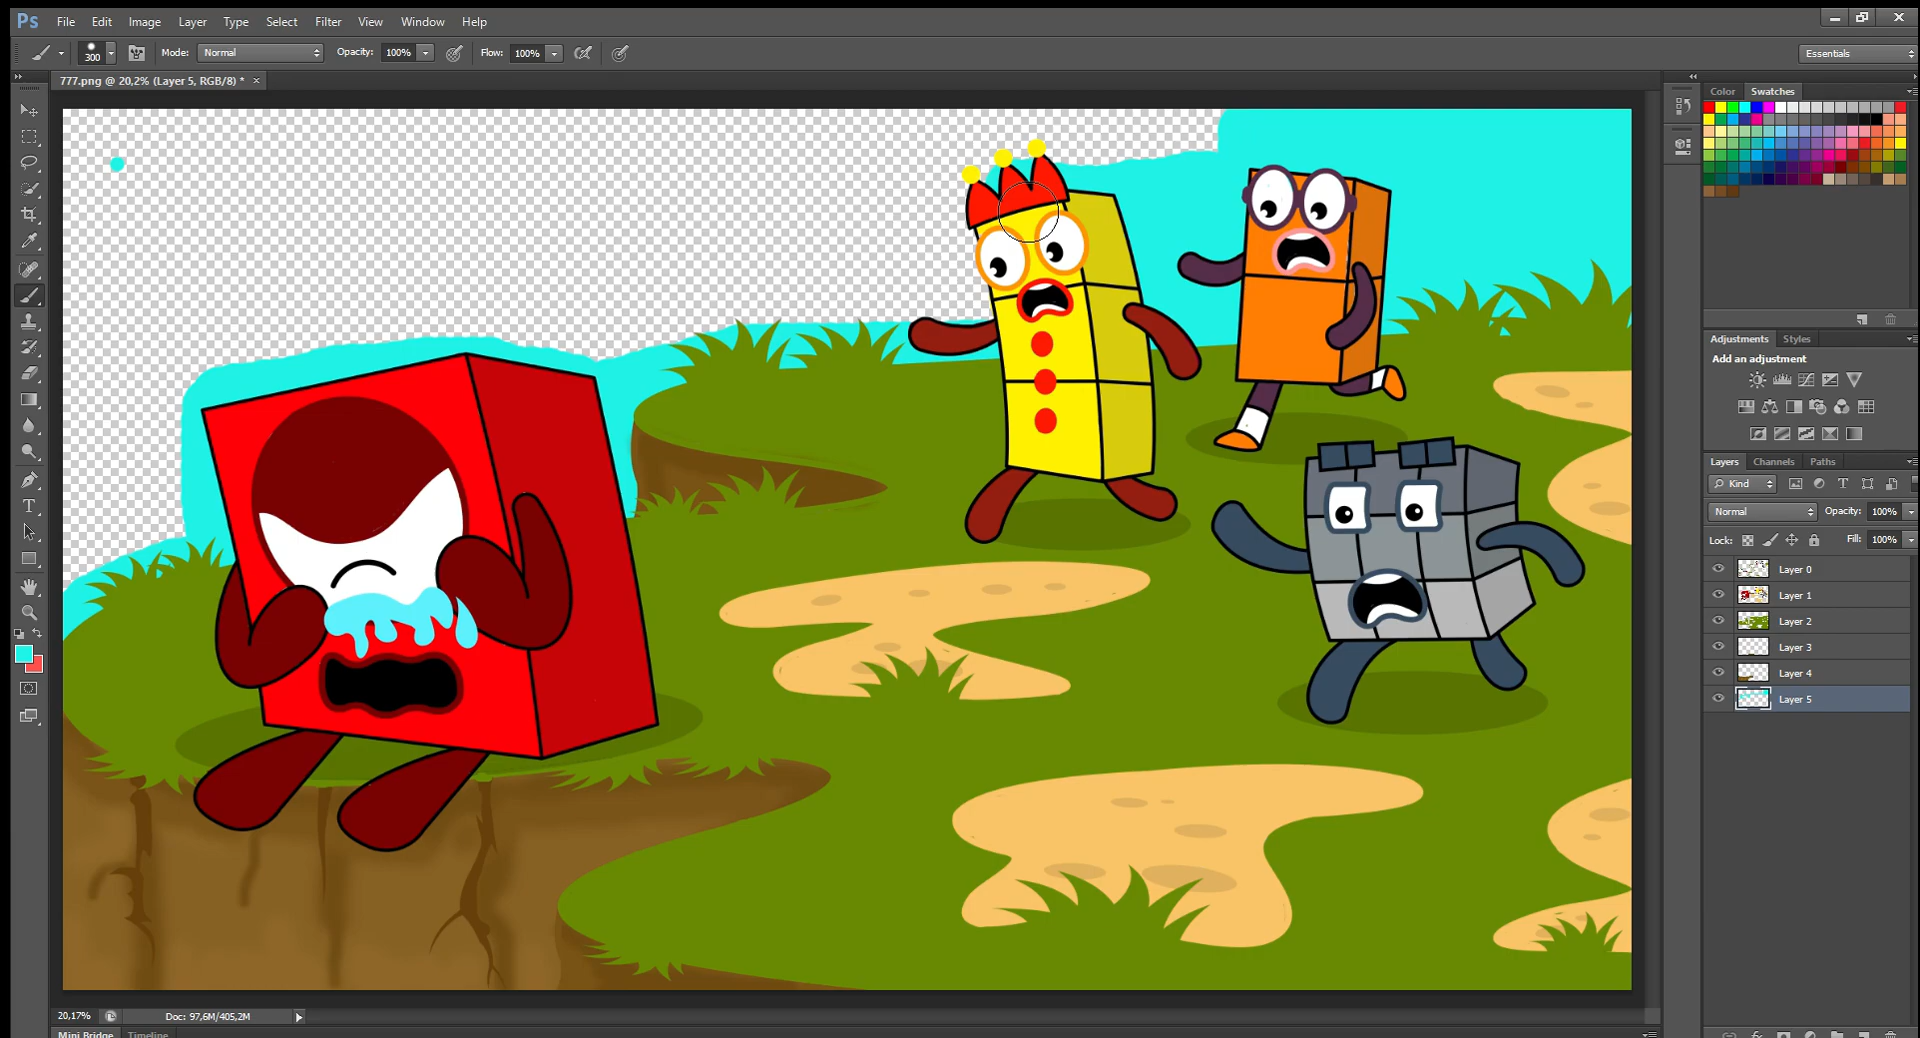 Ps File Edit Image Layer Type Select Filter View Window Help
300 Mode: Normal Opacity: 100% Flow: 100% Essentials
777.png @ 20,2% (Layer 5, RGB/8) * ×
Color Swatches
Adjustments Styles
Add an adjustment
Layers Channels Paths
Kind
Normal Opacity: 100%
Lock: Fill: 100%
Layer 0
Layer 1
Layer 2
Layer 3
Layer 4
Layer 5
20,17% Doc: 97,6M/405,2M
Mini Bridge Timeline